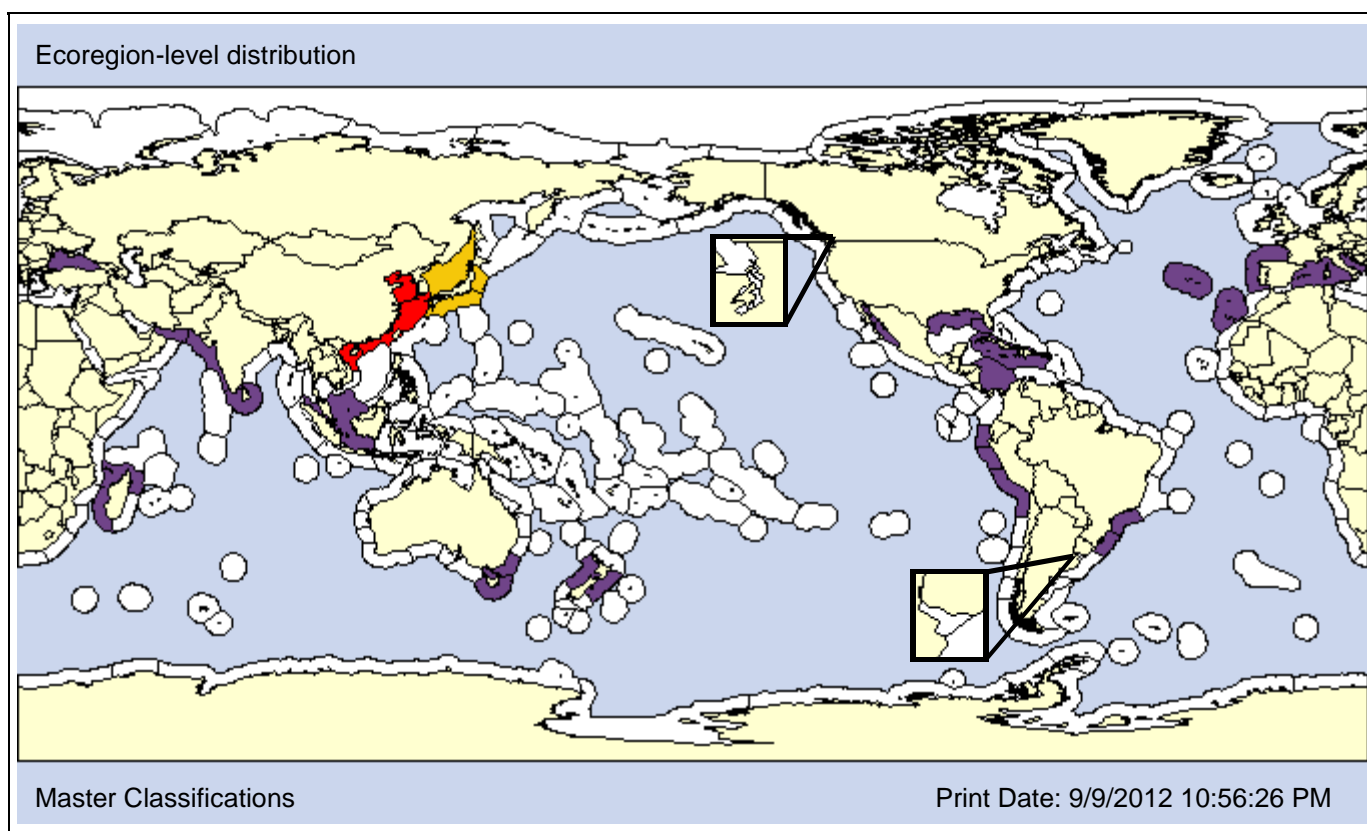 Ecoregion-level distribution
Master Classifications
Print Date: 9/9/2012 10:56:26 PM